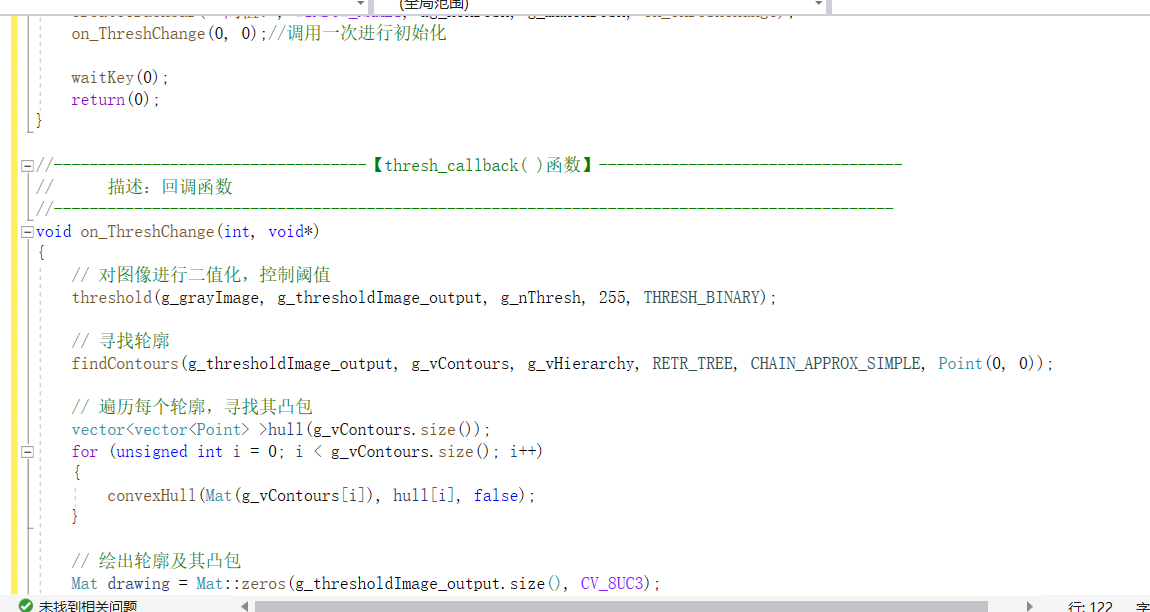 (全局范围)
on_ThreshChange(0, 0);//调用一次进行初始化
waitKey(0);
return(0);
}
//-----------------------------------【thresh_callback( )函数】----------------------------------
//      描述：回调函数
//----------------------------------------------------------------------------------------------
void on_ThreshChange(int, void*)
{
// 对图像进行二值化，控制阈值
threshold(g_grayImage, g_thresholdImage_output, g_nThresh, 255, THRESH_BINARY);
// 寻找轮廓
findContours(g_thresholdImage_output, g_vContours, g_vHierarchy, RETR_TREE, CHAIN_APPROX_SIMPLE, Point(0, 0));
// 遍历每个轮廓，寻找其凸包
vector<vector<Point> >hull(g_vContours.size());
for (unsigned int i = 0; i < g_vContours.size(); i++)
{
convexHull(Mat(g_vContours[i]), hull[i], false);
}
// 绘出轮廓及其凸包
Mat drawing = Mat::zeros(g_thresholdImage_output.size(), CV_8UC3);
未找到相关问题
行: 122